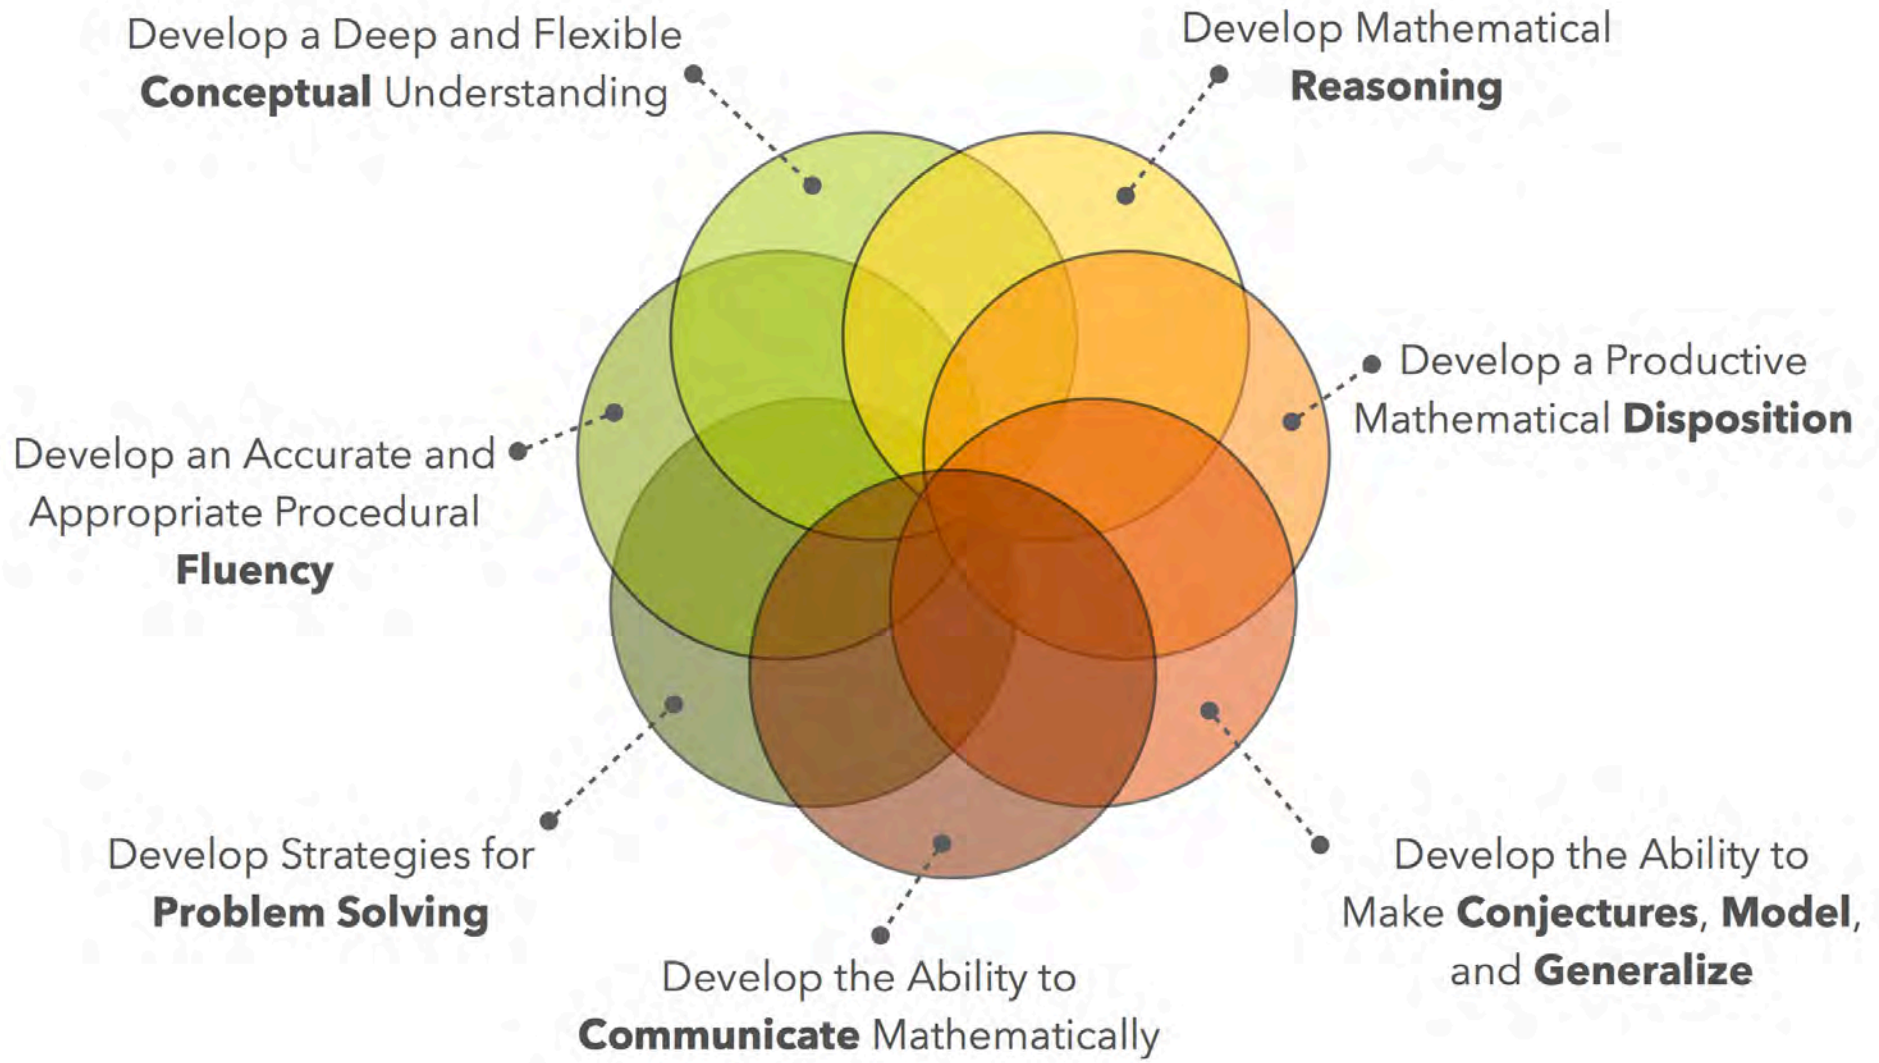 Develop a Deep and Flexible
Conceptual Understanding
Develop Mathematical
Reasoning
Develop a Productive
Mathematical Disposition
Develop an Accurate and
Appropriate Procedural
Fluency
Develop Strategies for
Problem Solving
Develop the Ability to
Make Conjectures, Model,
and Generalize
Develop the Ability to
Communicate Mathematically